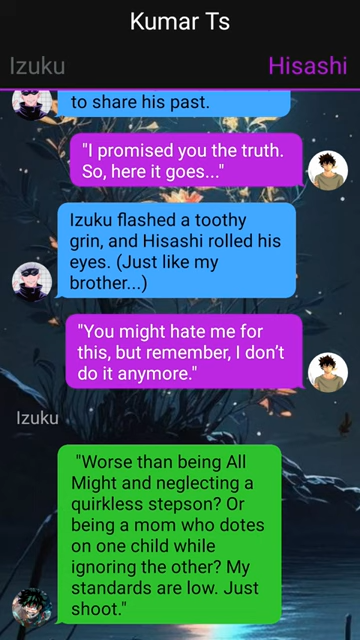 Kumar Ts
Izuku Hisashi
to share his past.
"I promised you the truth.
So, here it goes..."
Izuku flashed a toothy
grin, and Hisashi rolled his
eyes. (Just like my
brother...)
"You might hate me for
this, but remember, I don't
do it anymore."
Izuku
"Worse than being All
Might and neglecting a
quirkless stepson? Or
being a mom who dotes
on one child while
ignoring the other? My
standards are low. Just
shoot."